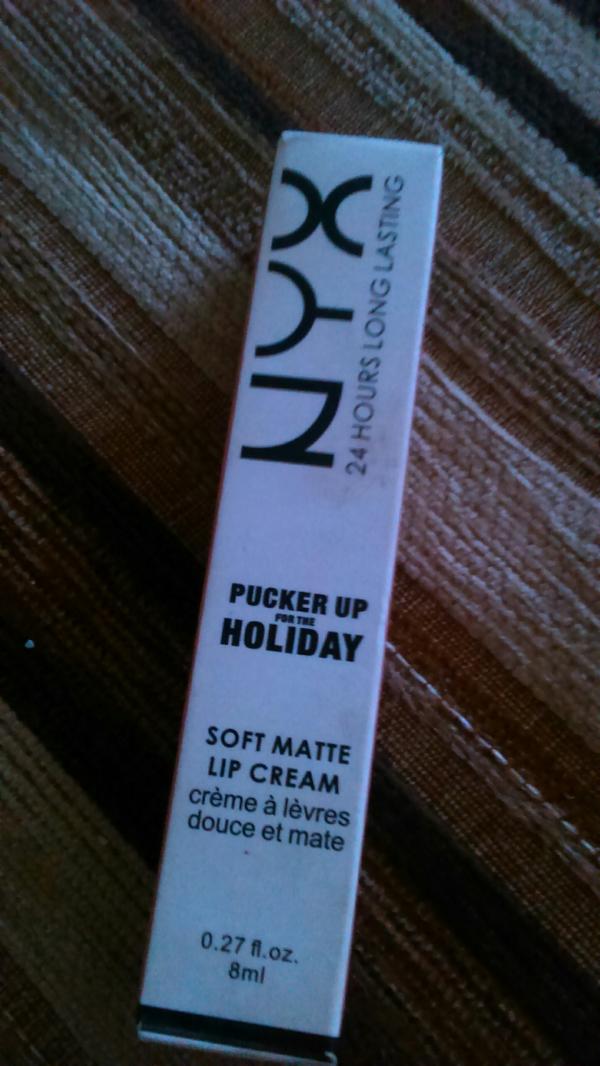 NYX
24 HOURS LONG LASTING
PUCKER UP
FOR THE
HOLIDAY
SOFT MATTE
LIP CREAM
crème à lèvres
douce et mate
0.27 fl.oz.
8ml